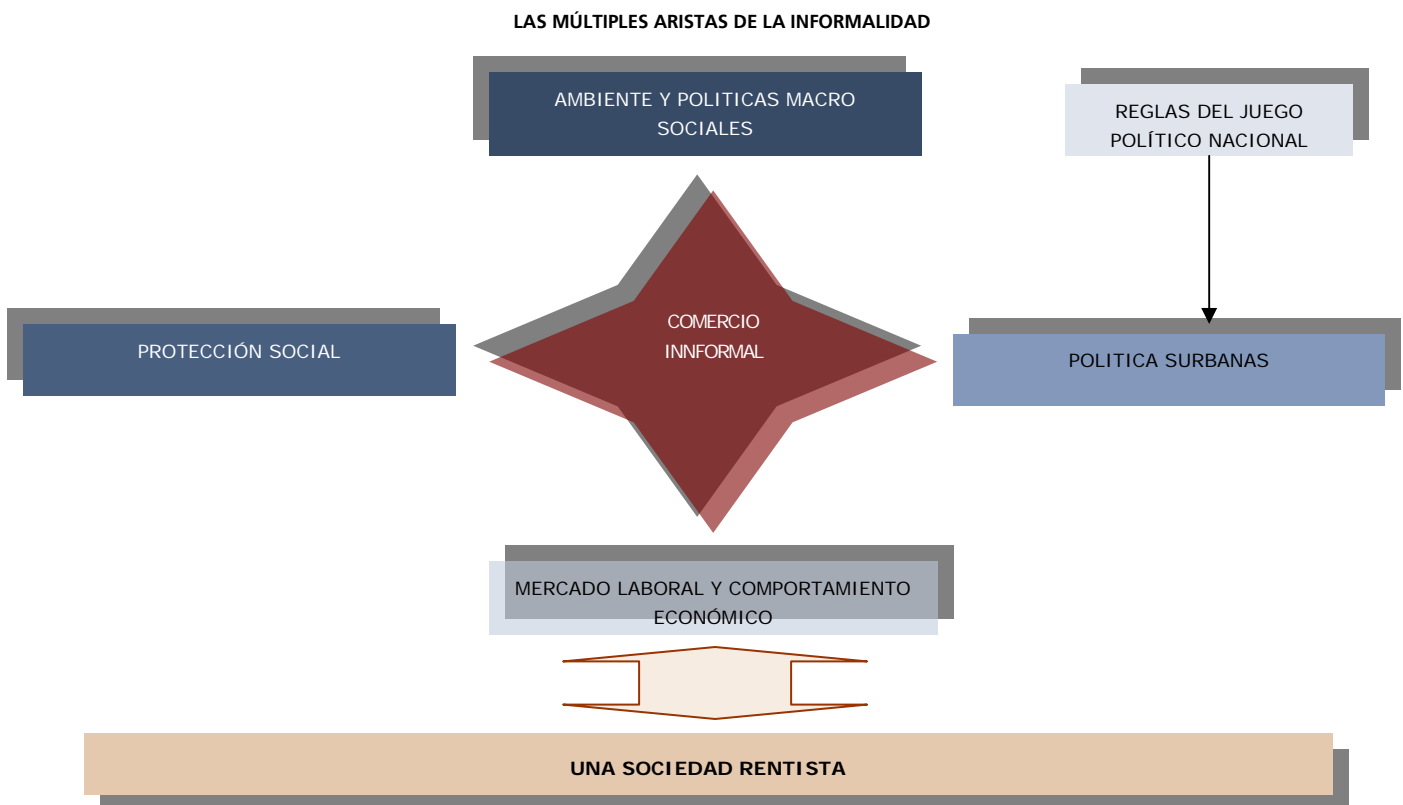 LAS MÚLTIPLES ARISTAS DE LA INFORMALIDAD
AMBIENTE Y POLITICAS MACRO
SOCIALES
REGLAS DEL JUEGO
POLÍTICO NACIONAL
PROTECCIÓN SOCIAL
COMERCIO
INNFORMAL
POLITICA SURBANAS
MERCADO LABORAL Y COMPORTAMIENTO
ECONÓMICO
UNA SOCIEDAD RENTISTA